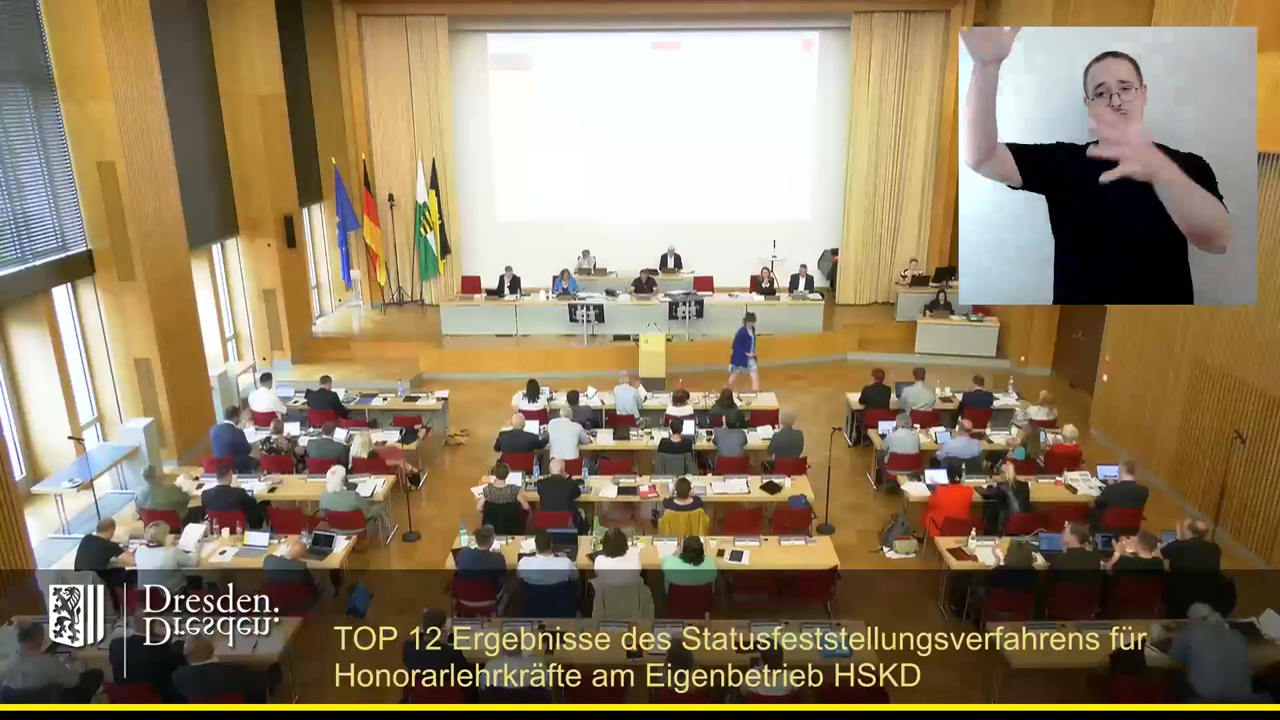 Dresden.
Dresden.
TOP 12 Ergebnisse des Statusfeststellungsverfahrens für
Honorarlehrkräfte am Eigenbetrieb HSKD